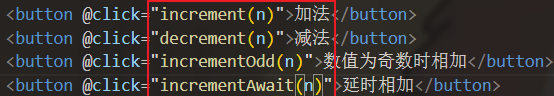 <button @click="increment(n)">加法</button>
<button @click="decrement(n)">减法</button>
<button @click="incrementOdd(n)">数值为奇数时相加</button>
<button @click="incrementAwait(n)">延时相加</button>